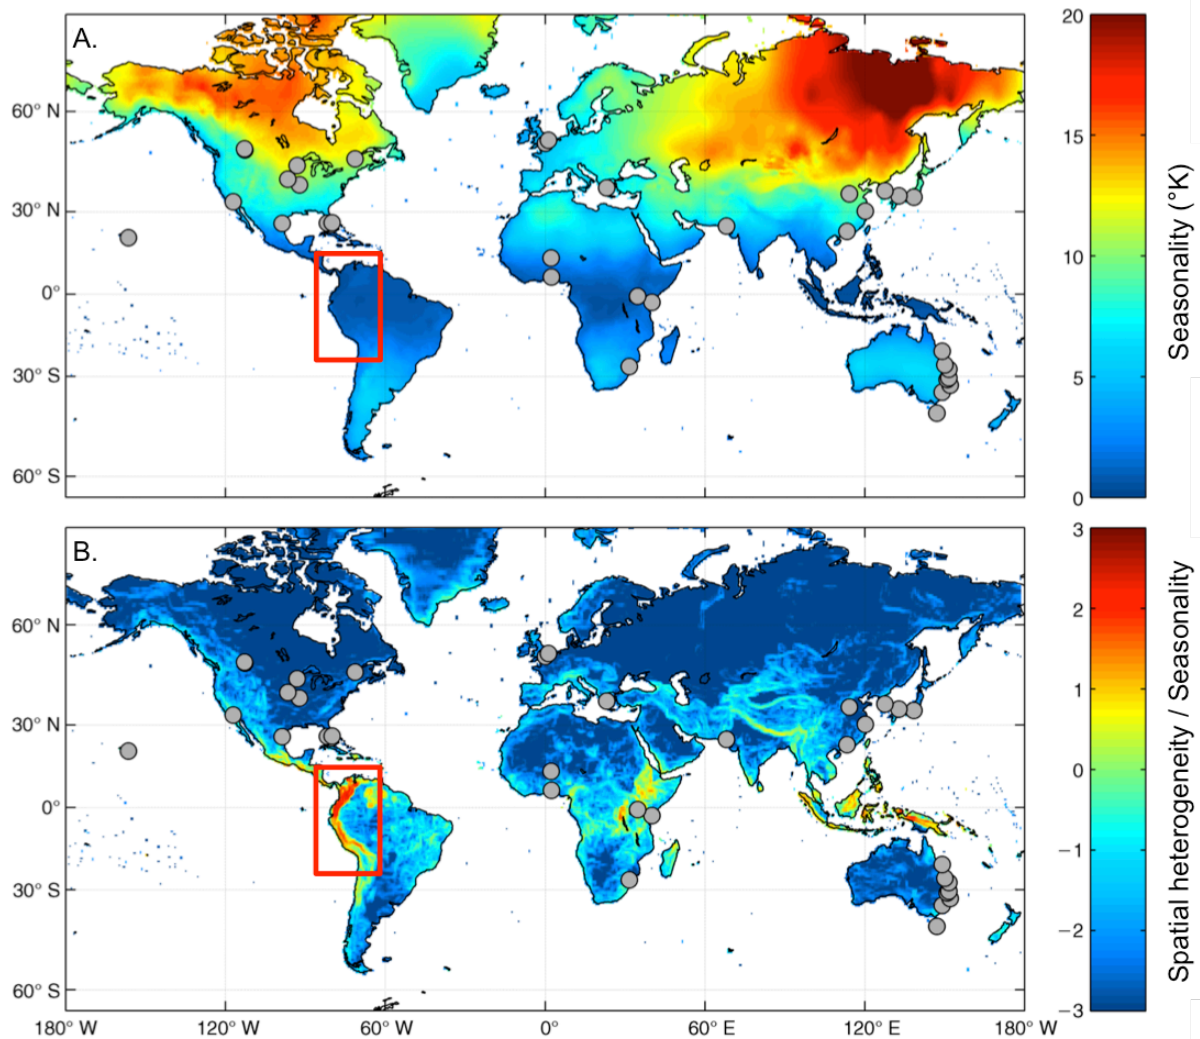 A.
60° N
30° N
0°
30° S
60° S
20
15
10
5
0
Seasonality (°K)
B.
60° N
30° N
0°
30° S
60° S
180° W
120° W
60° W
0°
60° E
120° E
180° W
3
2
1
0
−1
−2
−3
Spatial heterogeneity / Seasonality